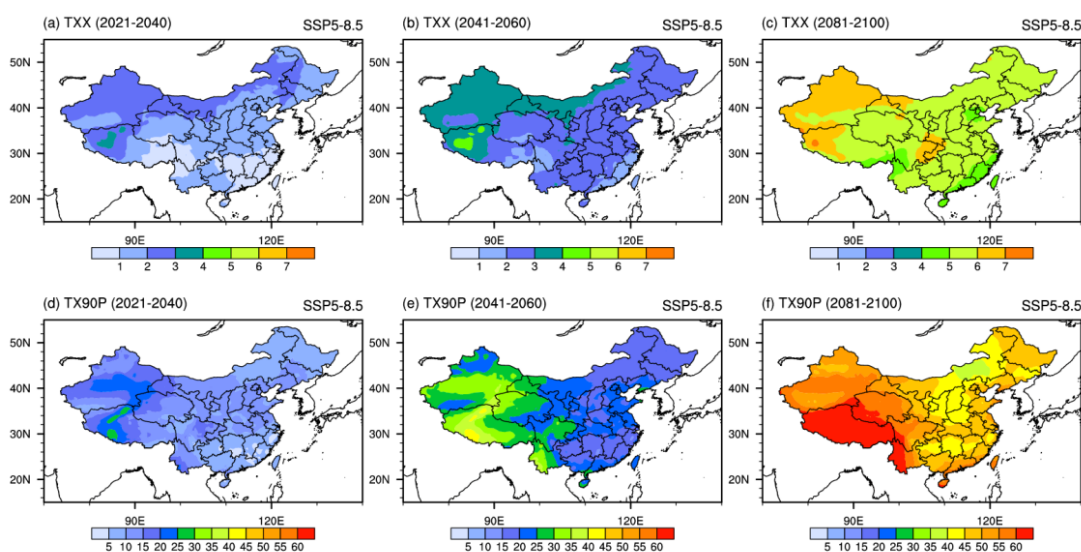 (a) TXX (2021-2040) SSP5-8.5
(b) TXX (2041-2060) SSP5-8.5
(c) TXX (2081-2100) SSP5-8.5
50N
40N
30N
20N
90E 120E
1 2 3 4 5 6 7
50N
40N
30N
20N
90E 120E
1 2 3 4 5 6 7
50N
40N
30N
20N
90E 120E
1 2 3 4 5 6 7
(d) TX90P (2021-2040) SSP5-8.5
(e) TX90P (2041-2060) SSP5-8.5
(f) TX90P (2081-2100) SSP5-8.5
50N
40N
30N
20N
90E 120E
5 10 15 20 25 30 35 40 45 50 55 60
50N
40N
30N
20N
90E 120E
5 10 15 20 25 30 35 40 45 50 55 60
50N
40N
30N
20N
90E 120E
5 10 15 20 25 30 35 40 45 50 55 60